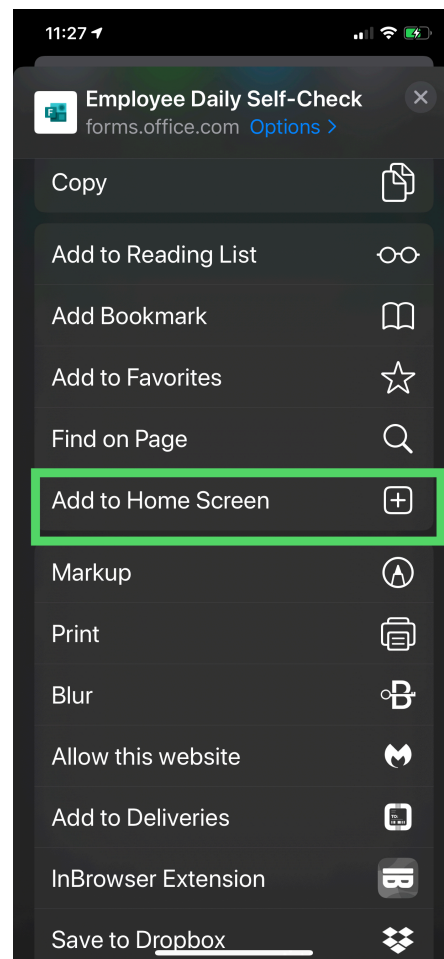 11:27
Employee Daily Self-Check
forms.office.com Options >
Copy
Add to Reading List
Add Bookmark
Add to Favorites
Find on Page
Add to Home Screen
Markup
Print
Blur
Allow this website
Add to Deliveries
InBrowser Extension
Save to Dropbox